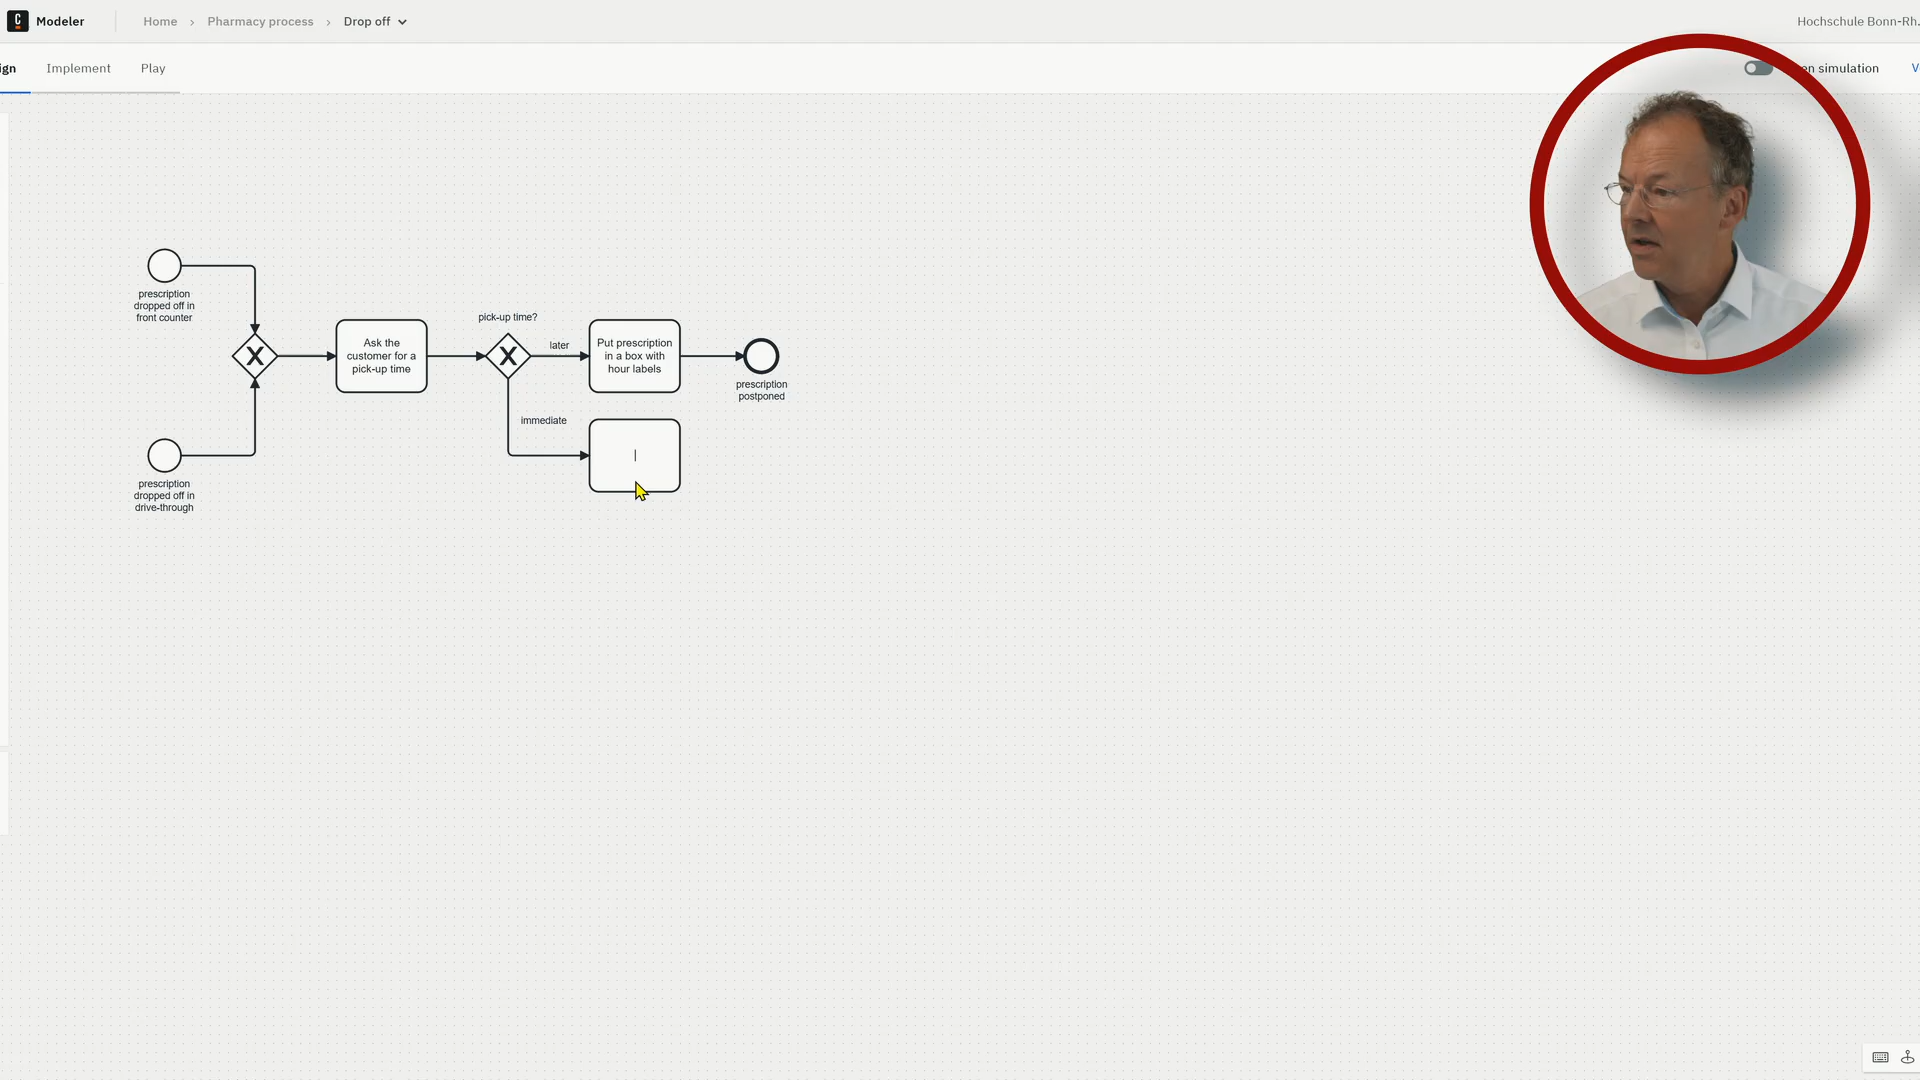 Modeler
Home › Pharmacy process › Drop off
Hochschule Bonn-Rh.
Implement
Play
simulation
prescription
dropped off in
front counter
Ask the
customer for a
pick-up time
pick-up time?
later
Put prescription
in a box with
hour labels
prescription
postponed
immediate
prescription
dropped off in
drive-through